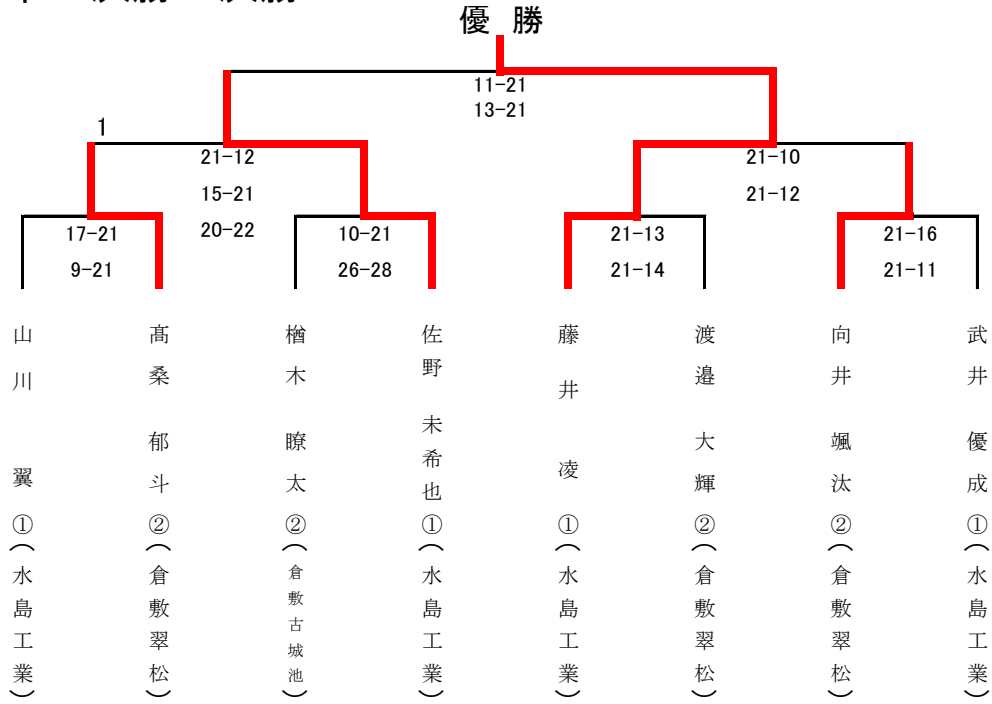 優 勝
11-21
13-21
1
21-12
15-21
20-22
21-10
21-12
17-21
9-21
10-21
26-28
21-13
21-14
21-16
21-11
山川 翼①(水島工業)
髙桑 郁斗②(倉敷翠松)
楢木 瞭太②(倉敷古城池)
佐野 未希也①(水島工業)
藤井 凌①(水島工業)
渡邉 大輝②(倉敷翠松)
向井 颯汰②(倉敷翠松)
武井 優成①(水島工業)